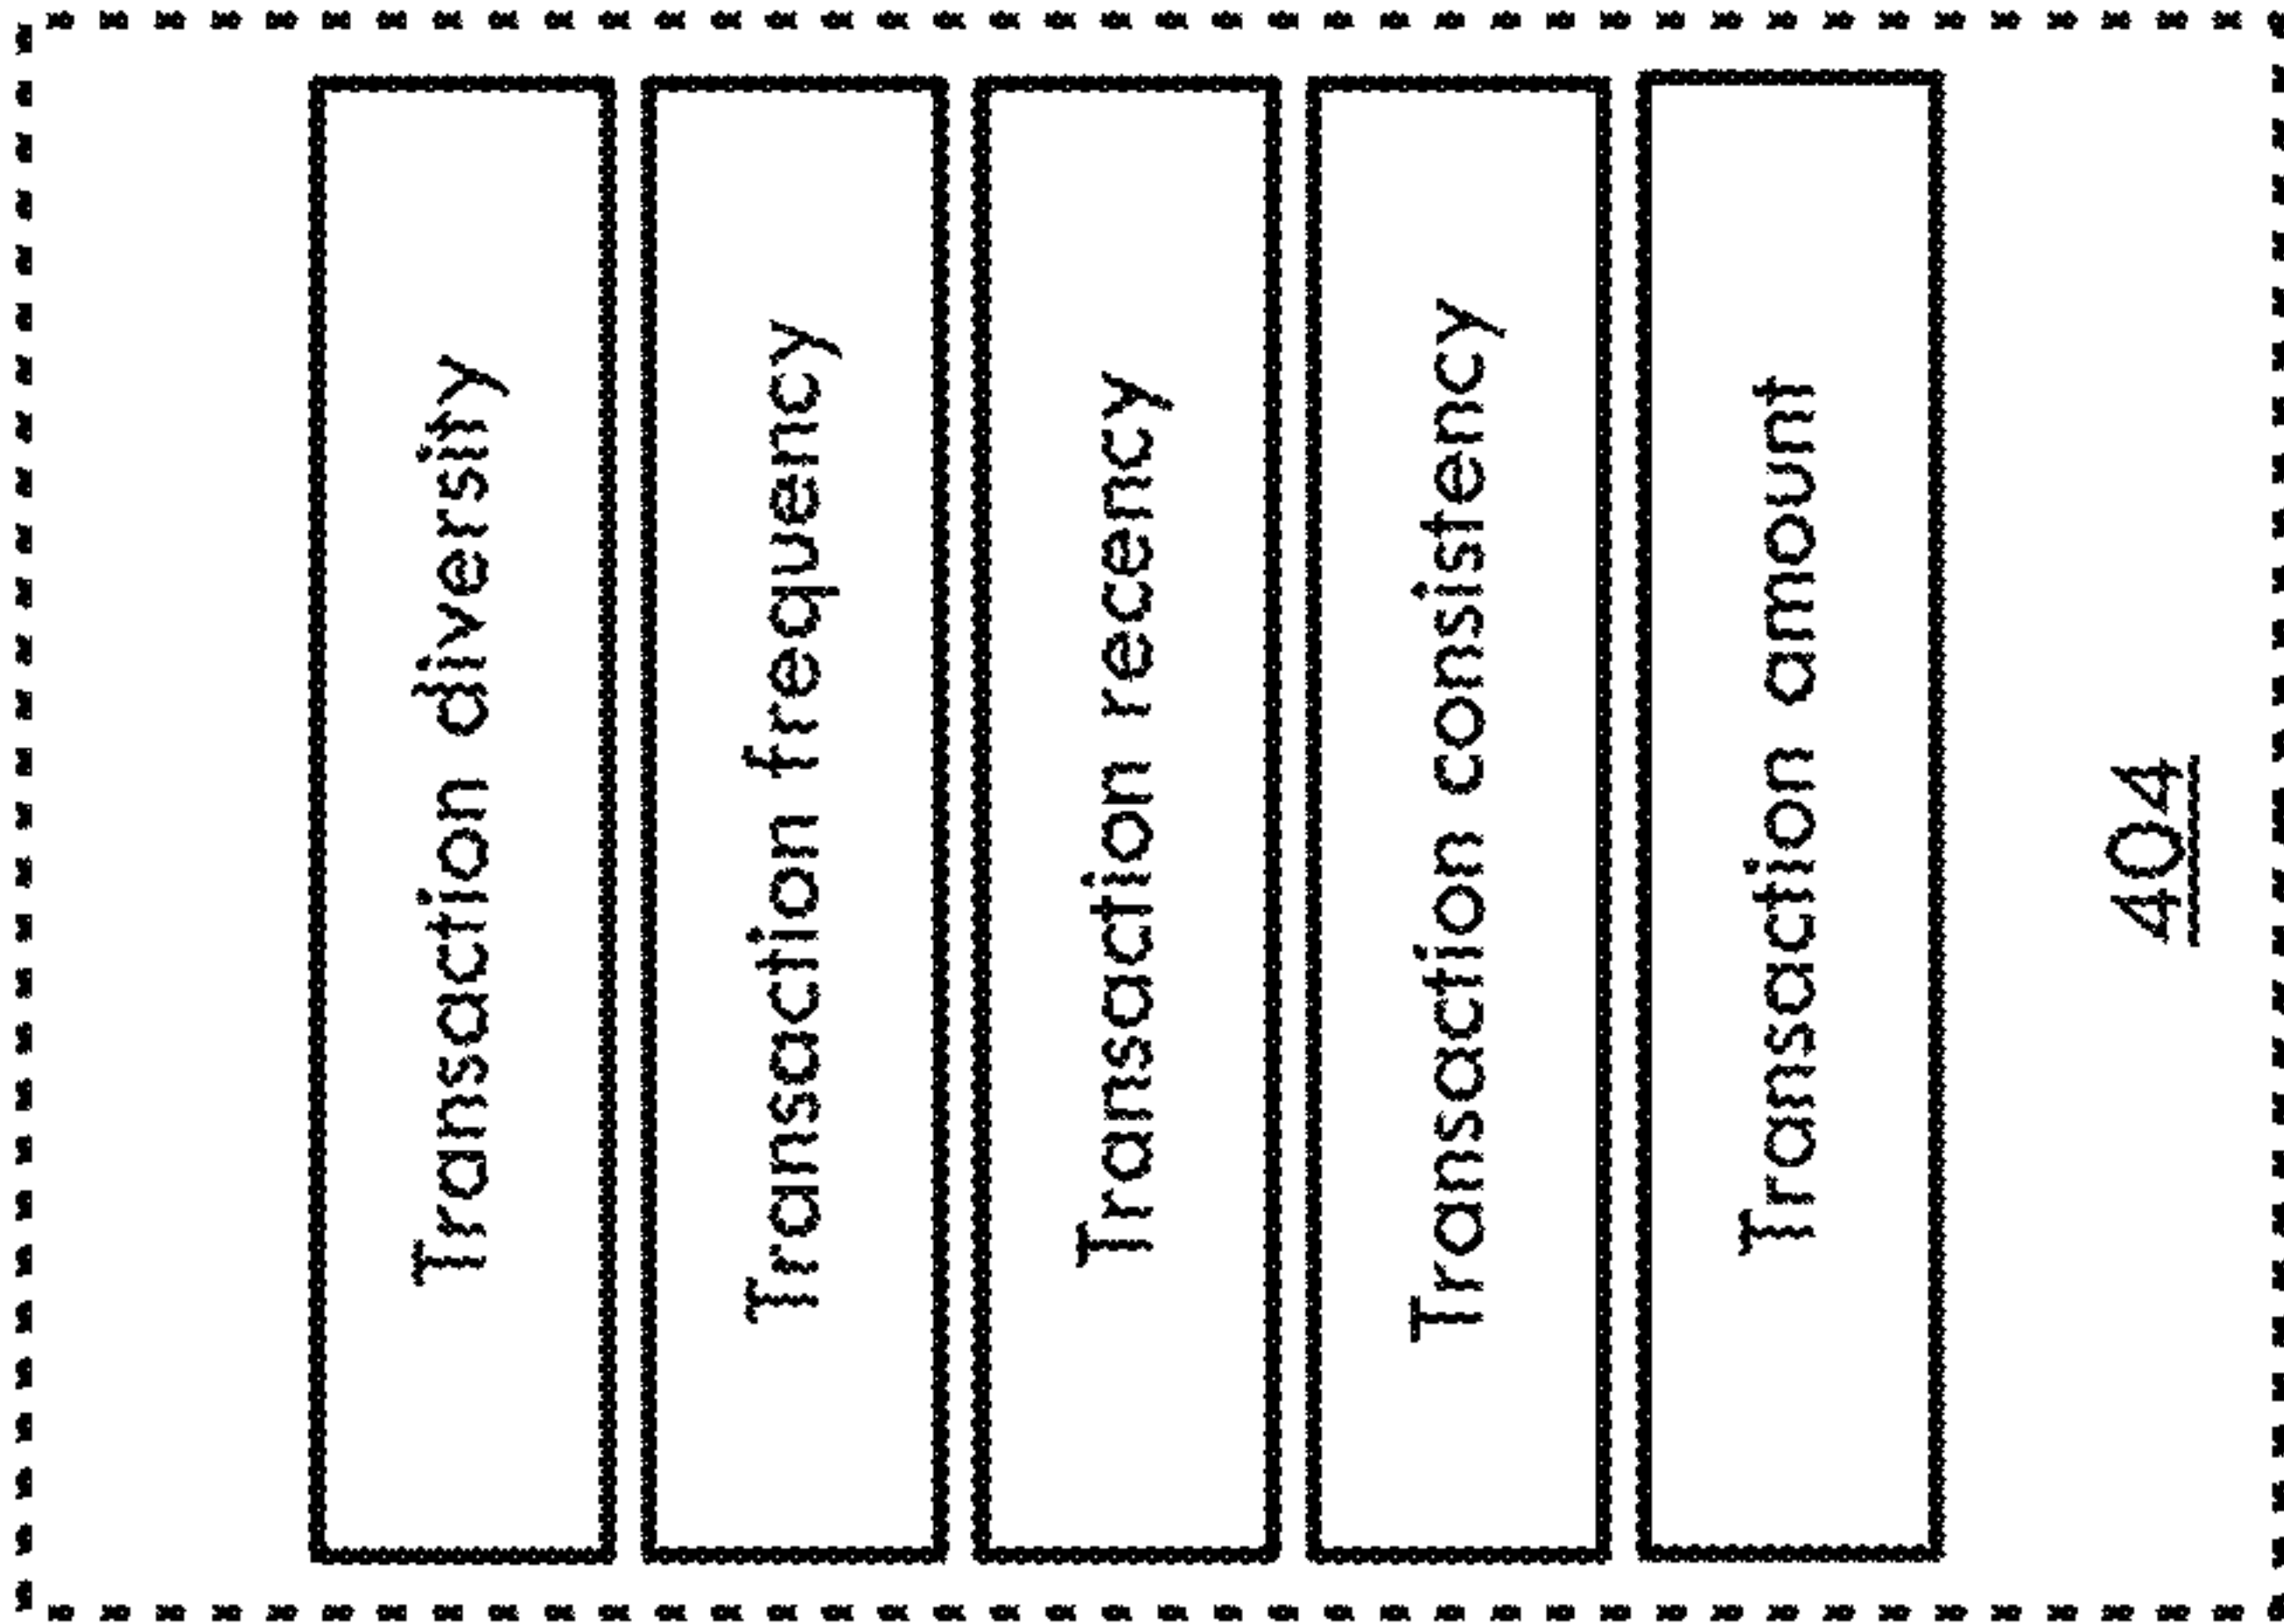 Transaction diversity
Transaction frequency
Transaction recency
Transaction consistency
Transaction amount
404